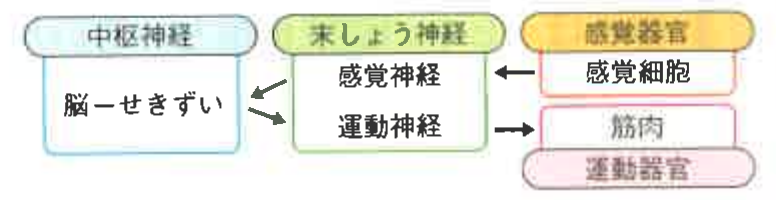 中枢神経
脳ーせきずい
末しょう神経
感覚神経
運動神経
感覚器官
感覚細胞
筋肉
運動器官